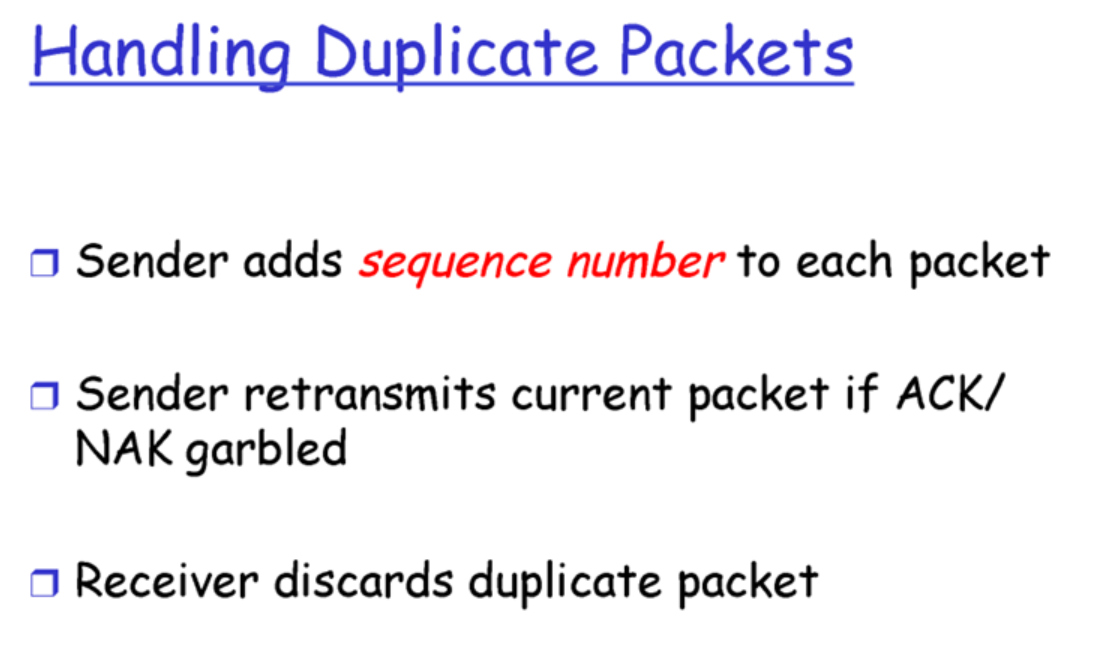 Handling Duplicate Packets
Sender adds sequence number to each packet
Sender retransmits current packet if ACK/
NAK garbled
Receiver discards duplicate packet